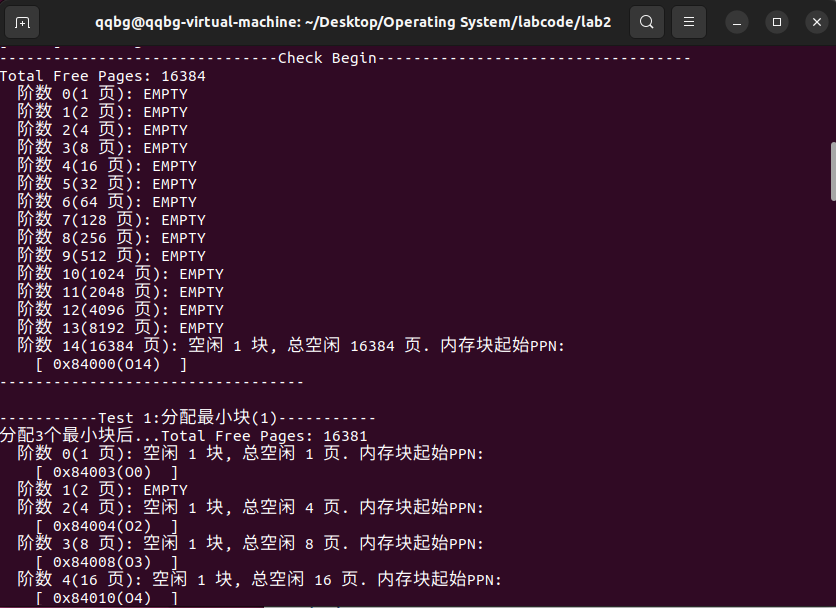 qqbg@qqbg-virtual-machine: ~/Desktop/Operating System/labcode/lab2
-------------------------------Check Begin-----------------------------------
Total Free Pages: 16384
  阶数 0(1 页): EMPTY
  阶数 1(2 页): EMPTY
  阶数 2(4 页): EMPTY
  阶数 3(8 页): EMPTY
  阶数 4(16 页): EMPTY
  阶数 5(32 页): EMPTY
  阶数 6(64 页): EMPTY
  阶数 7(128 页): EMPTY
  阶数 8(256 页): EMPTY
  阶数 9(512 页): EMPTY
  阶数 10(1024 页): EMPTY
  阶数 11(2048 页): EMPTY
  阶数 12(4096 页): EMPTY
  阶数 13(8192 页): EMPTY
  阶数 14(16384 页): 空闲 1 块, 总空闲 16384 页. 内存块起始PPN:
    [ 0x84000(O14)  ]
----------------------------------
-----------Test 1:分配最小块(1)-----------
分配3个最小块后...Total Free Pages: 16381
  阶数 0(1 页): 空闲 1 块, 总空闲 1 页. 内存块起始PPN:
    [ 0x84003(O0)  ]
  阶数 1(2 页): EMPTY
  阶数 2(4 页): 空闲 1 块, 总空闲 4 页. 内存块起始PPN:
    [ 0x84004(O2)  ]
  阶数 3(8 页): 空闲 1 块, 总空闲 8 页. 内存块起始PPN:
    [ 0x84008(O3)  ]
  阶数 4(16 页): 空闲 1 块, 总空闲 16 页. 内存块起始PPN:
    [ 0x84010(O4)  ]